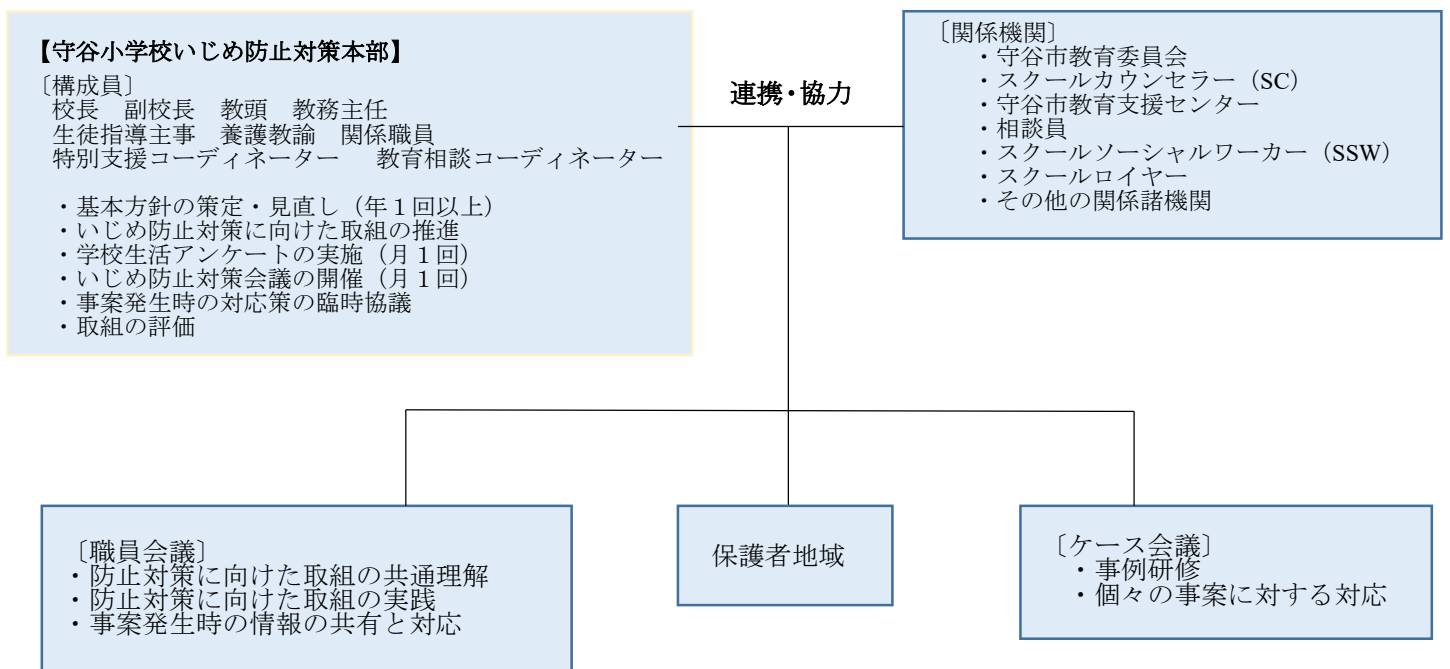 【守谷小学校いじめ防止対策本部】
〔構成員〕
校長　副校長　教頭　教務主任
生徒指導主事　養護教諭　関係職員
特別支援コーディネーター　教育相談コーディネーター
・基本方針の策定・見直し（年１回以上）
・いじめ防止対策に向けた取組の推進
・学校生活アンケートの実施（月１回）
・いじめ防止対策会議の開催（月１回）
・事案発生時の対応策の臨時協議
・取組の評価
連携・協力
〔関係機関〕
・守谷市教育委員会
・スクールカウンセラー（SC）
・守谷市教育支援センター
・相談員
・スクールソーシャルワーカー（SSW）
・スクールロイヤー
・その他の関係諸機関
〔職員会議〕
・防止対策に向けた取組の共通理解
・防止対策に向けた取組の実践
・事案発生時の情報の共有と対応
保護者地域
〔ケース会議〕
・事例研修
・個々の事案に対する対応